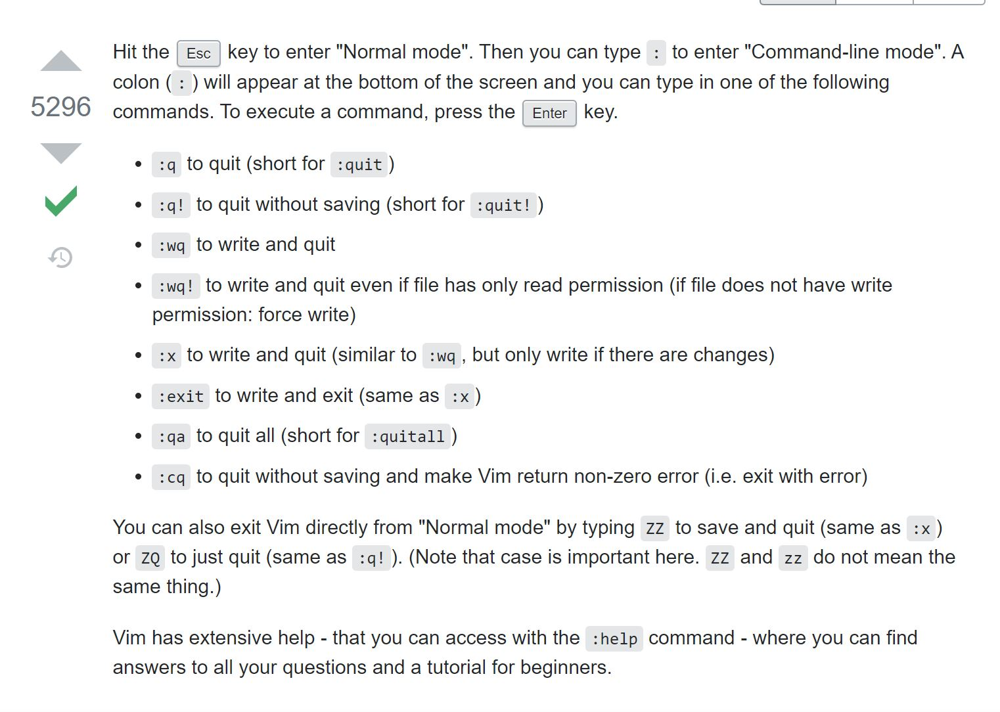 Hit the Esc key to enter "Normal mode". Then you can type : to enter "Command-line mode". A
colon (:) will appear at the bottom of the screen and you can type in one of the following
5296
commands. To execute a command, press the Enter key.
• :q to quit (short for :quit)
• :q! to quit without saving (short for :quit!)
• :wq to write and quit
• :wq! to write and quit even if file has only read permission (if file does not have write
permission: force write)
• :x to write and quit (similar to :wq, but only write if there are changes)
• :exit to write and exit (same as :x)
• :qa to quit all (short for :quitall)
• :cq to quit without saving and make Vim return non-zero error (i.e. exit with error)
You can also exit Vim directly from "Normal mode" by typing ZZ to save and quit (same as :x)
or ZQ to just quit (same as :q!). (Note that case is important here. ZZ and zz do not mean the
same thing.)
Vim has extensive help - that you can access with the :help command - where you can find
answers to all your questions and a tutorial for beginners.